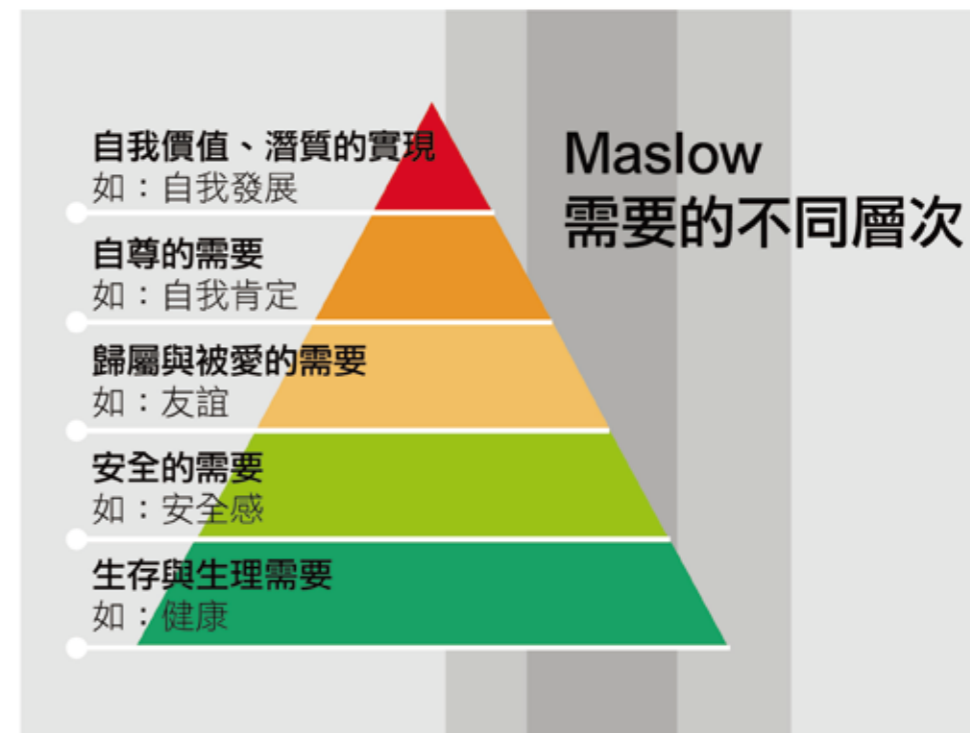 Maslow
需要的不同層次
自我價值、潛質的實現
如：自我發展
自尊的需要
如：自我肯定
歸屬與被愛的需要
如：友誼
安全的需要
如：安全感
生存與生理需要
如：健康